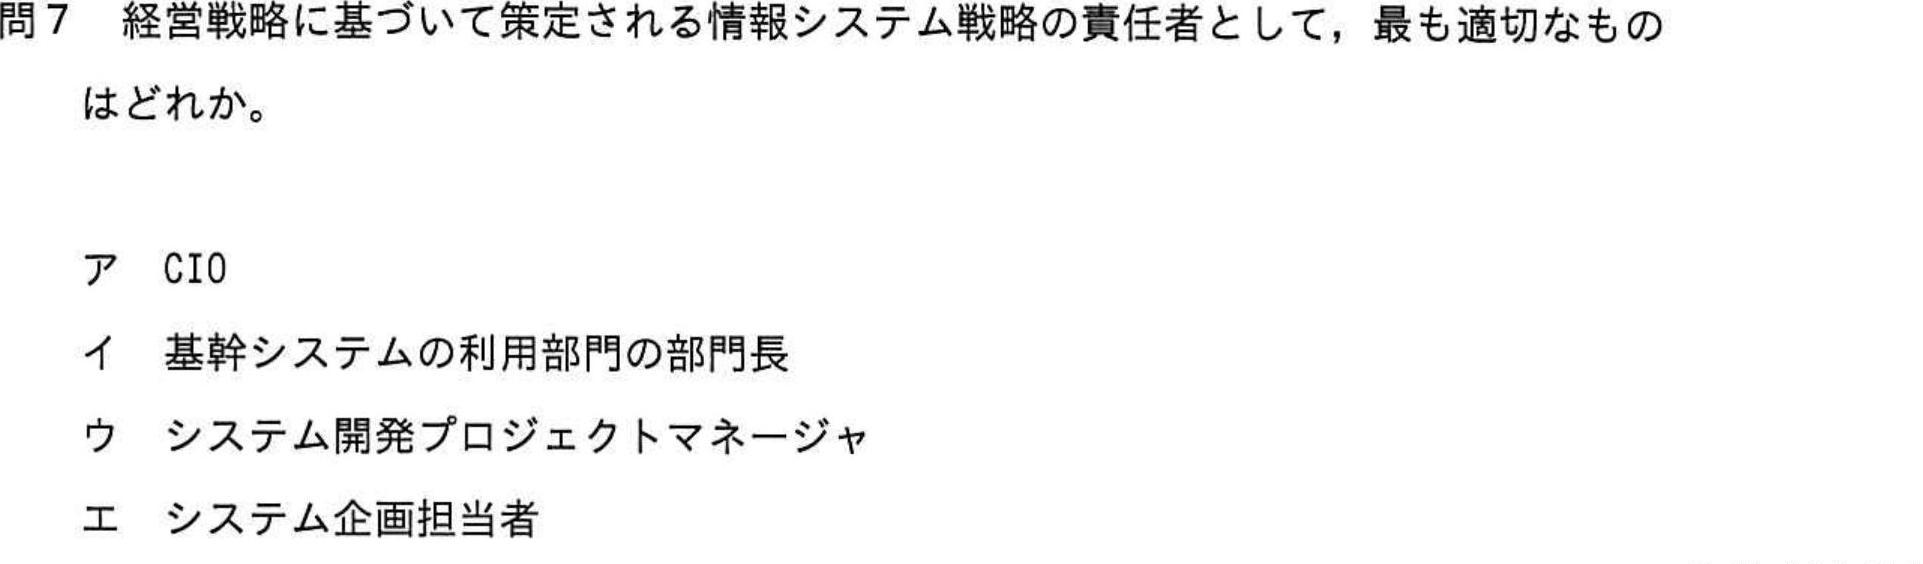 問7　経営戦略に基づいて策定される情報システム戦略の責任者として，最も適切なもの
はどれか。
ア　CIO
イ　基幹システムの利用部門の部門長
ウ　システム開発プロジェクトマネージャ
エ　システム企画担当者